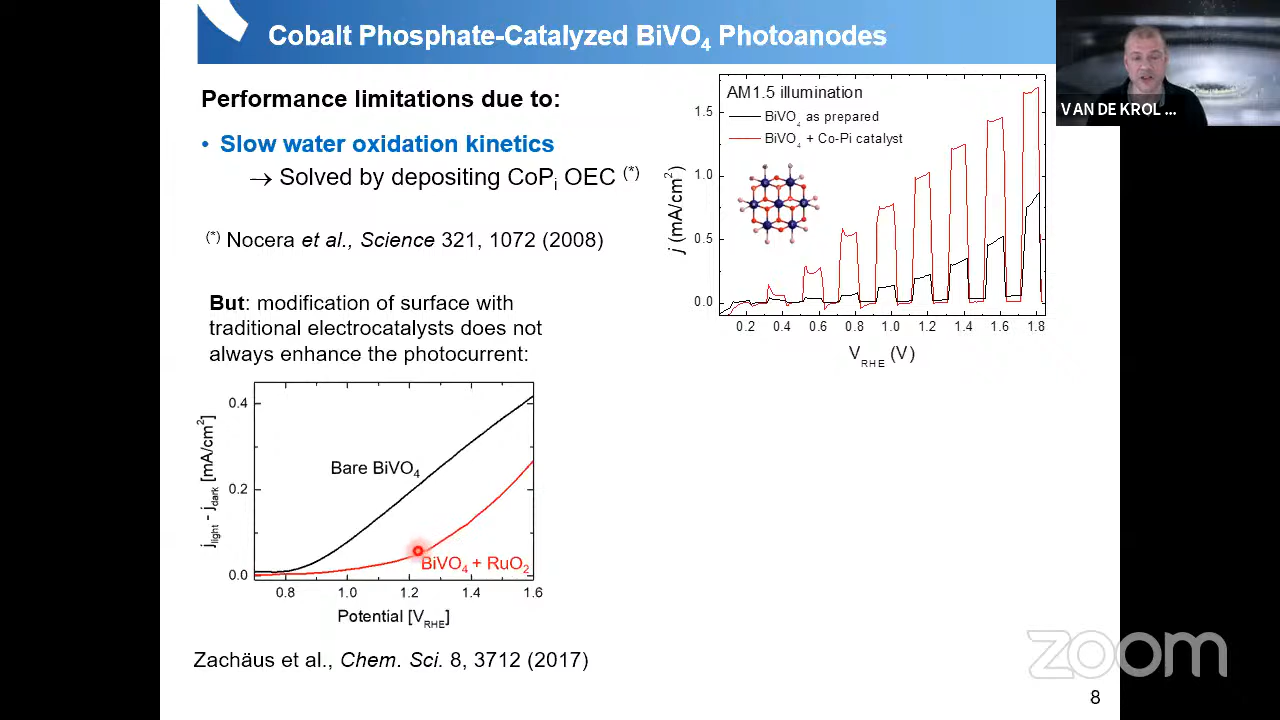 Cobalt Phosphate-Catalyzed BiVO4 Photoanodes
VAN DE KROL ...
Performance limitations due to:
• Slow water oxidation kinetics
→ Solved by depositing CoPi OEC (*)
(*) Nocera et al., Science 321, 1072 (2008)
But: modification of surface with
traditional electrocatalysts does not
always enhance the photocurrent:
AM1.5 illumination
BiVO4 as prepared
BiVO4 + Co-Pi catalyst
j (mA/cm2)
1.5
1.0
0.5
0.0
0.2 0.4 0.6 0.8 1.0 1.2 1.4 1.6 1.8
VRHE (V)
jlight - jdark [mA/cm2]
0.4
0.2
0.0
Bare BiVO4
BiVO4 + RuO2
0.8 1.0 1.2 1.4 1.6
Potential [VRHE]
Zachäus et al., Chem. Sci. 8, 3712 (2017)
zoom
8